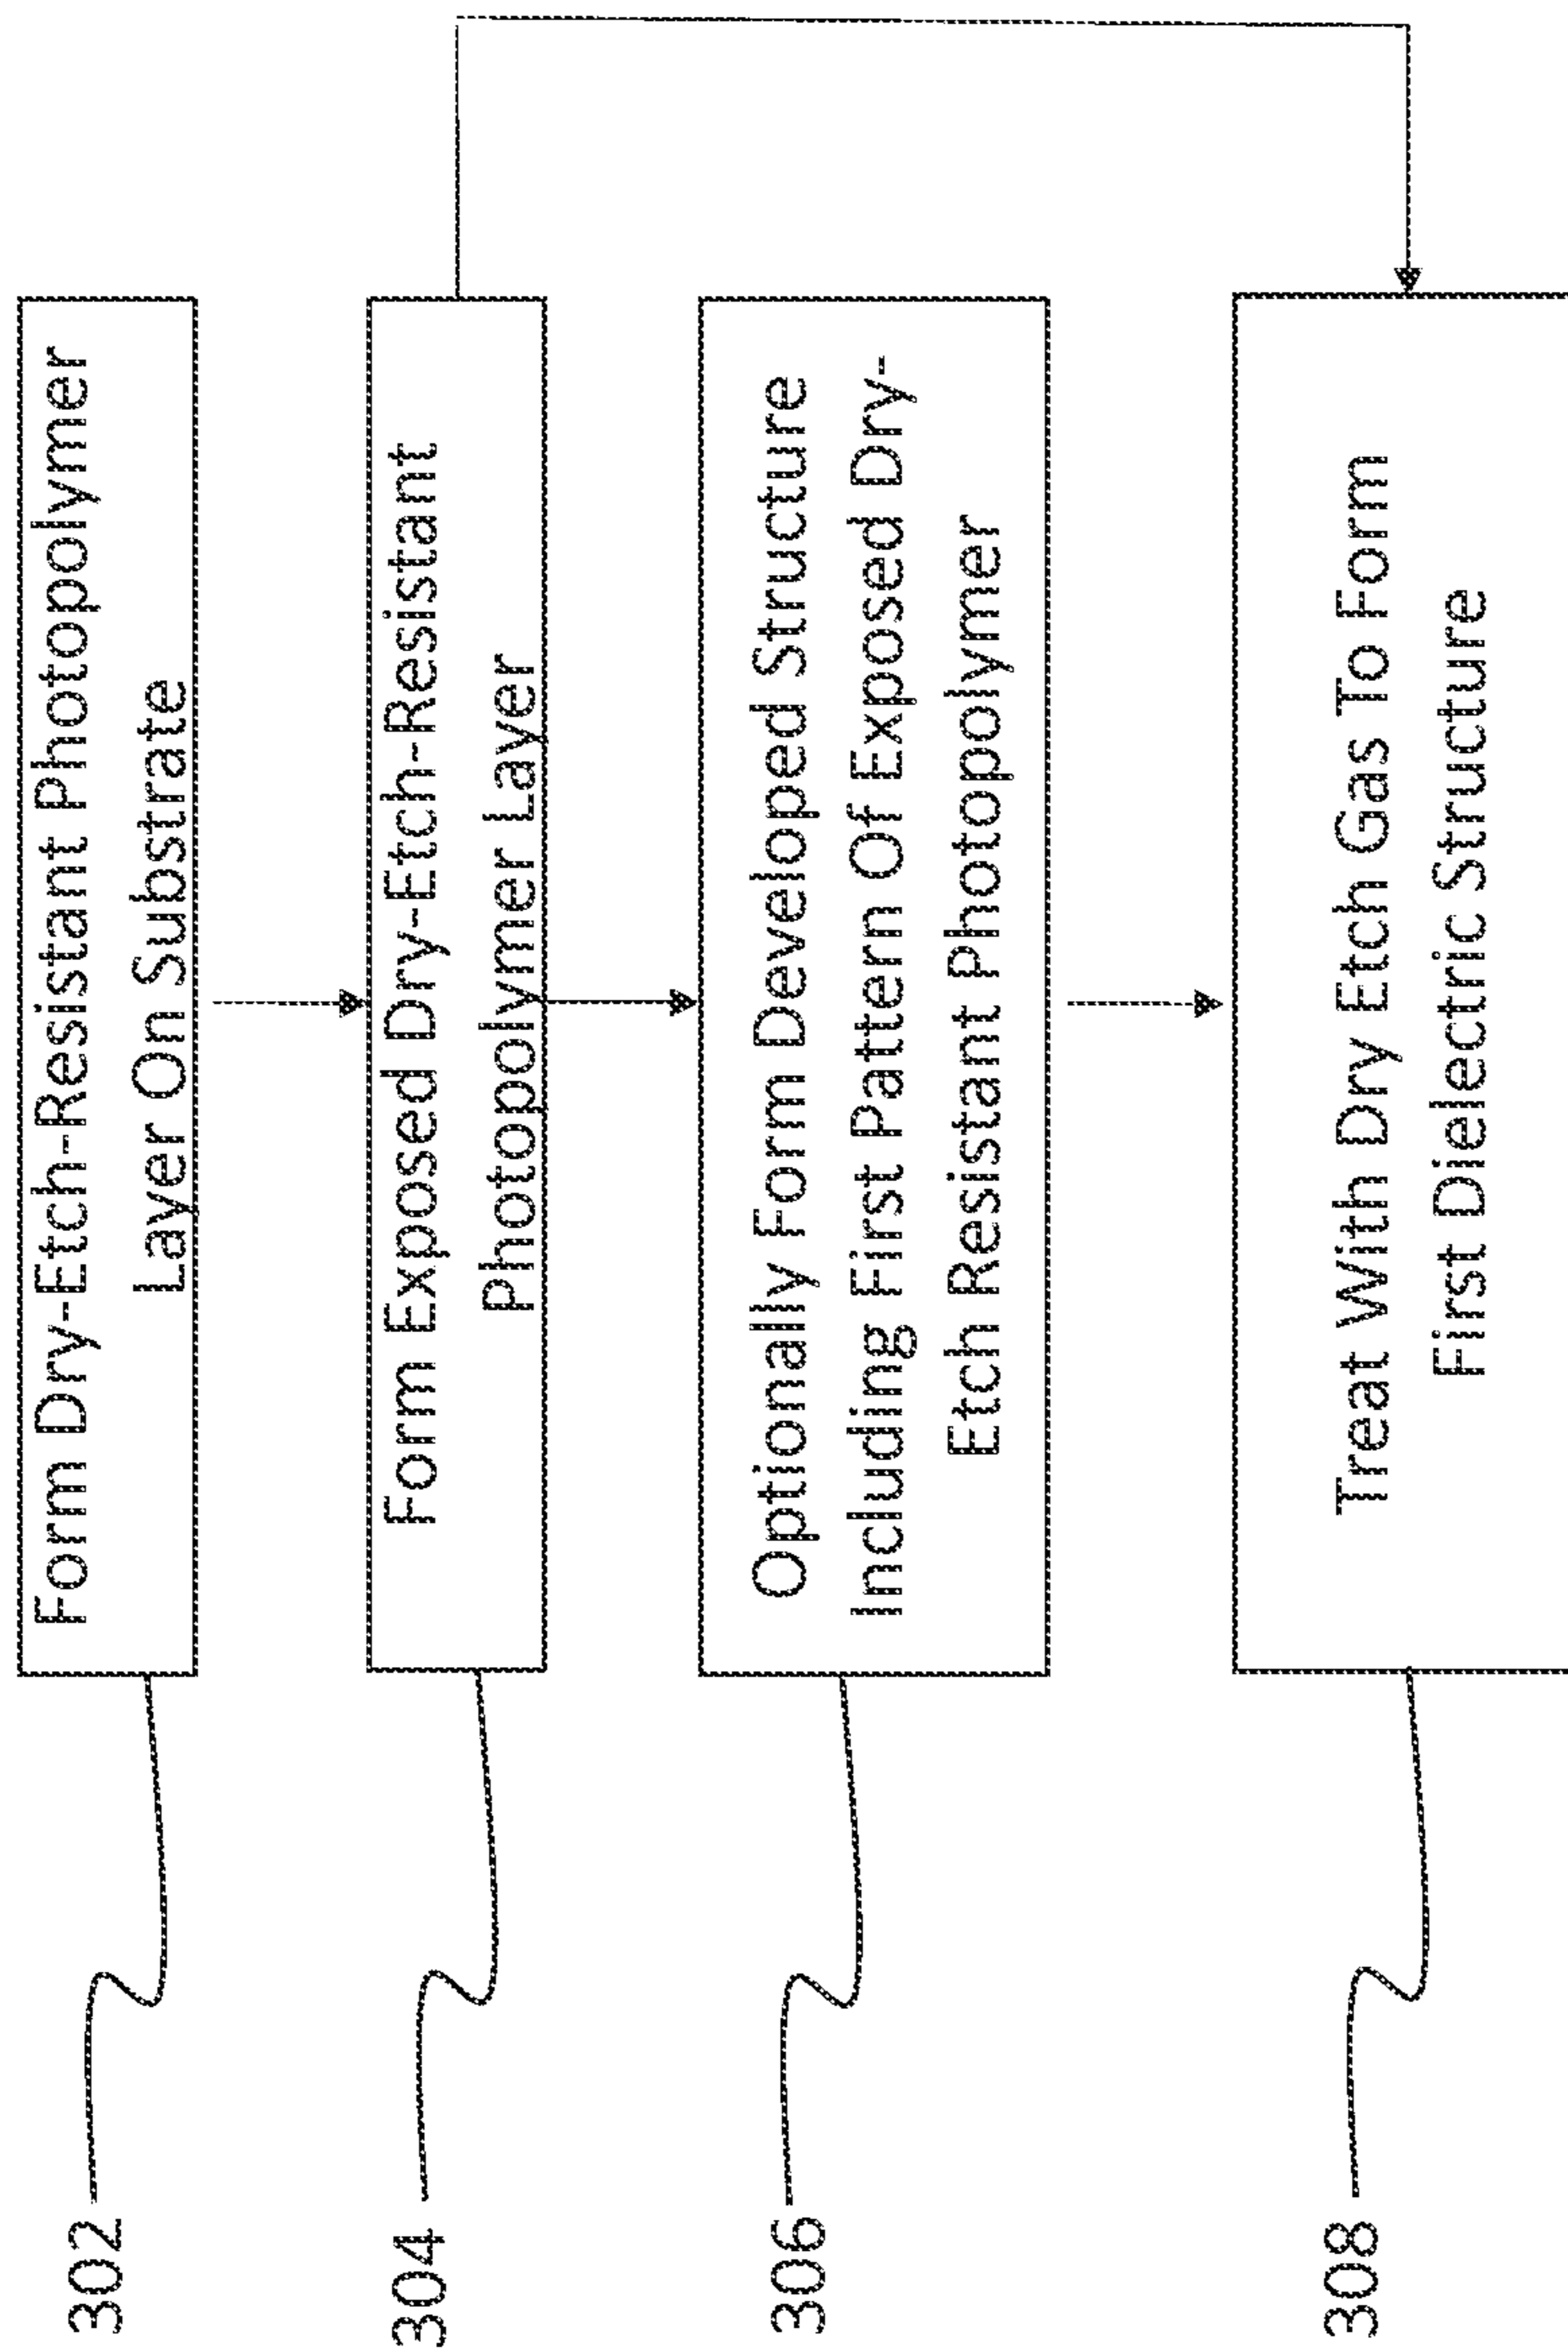 302
Form Dry-Etch-Resistant Photopolymer
Layer On Substrate
304
Form Exposed Dry-Etch-Resistant
Photopolymer Layer
306
Optionally Form Developed Structure
Including First Pattern Of Exposed Dry-
Etch Resistant Photopolymer
308
Treat With Dry Etch Gas To Form
First Dielectric Structure